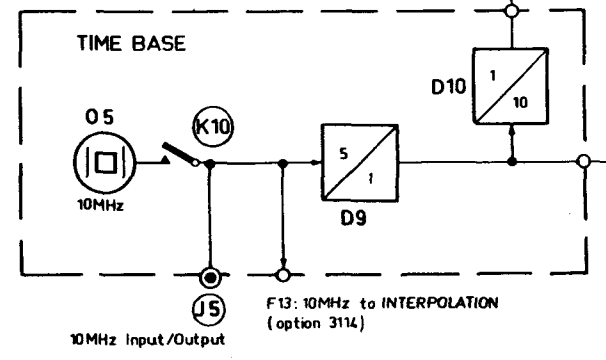 TIME BASE
05
K10
10MHz
5
1
D9
D10
1
10
J5
10MHz Input/Output
F13: 10MHz to INTERPOLATION
(option 3114)